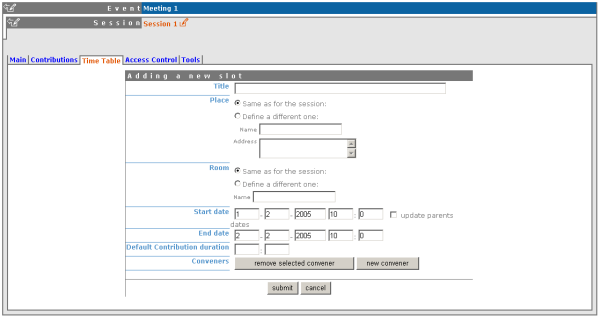 Event Meeting 1
Session Session 1
Main Contributions Time Table Access Control Tools
Adding a new slot
Title
Place Same as for the session:
Define a different one:
Name
Address
Room Same as for the session:
Define a different one:
Name
Start date 1 - 2 - 2005 10 : 0 update parents
dates
End date 2 - 2 - 2005 10 : 0
Default Contribution duration :
Conveners remove selected convener new convener
submit cancel